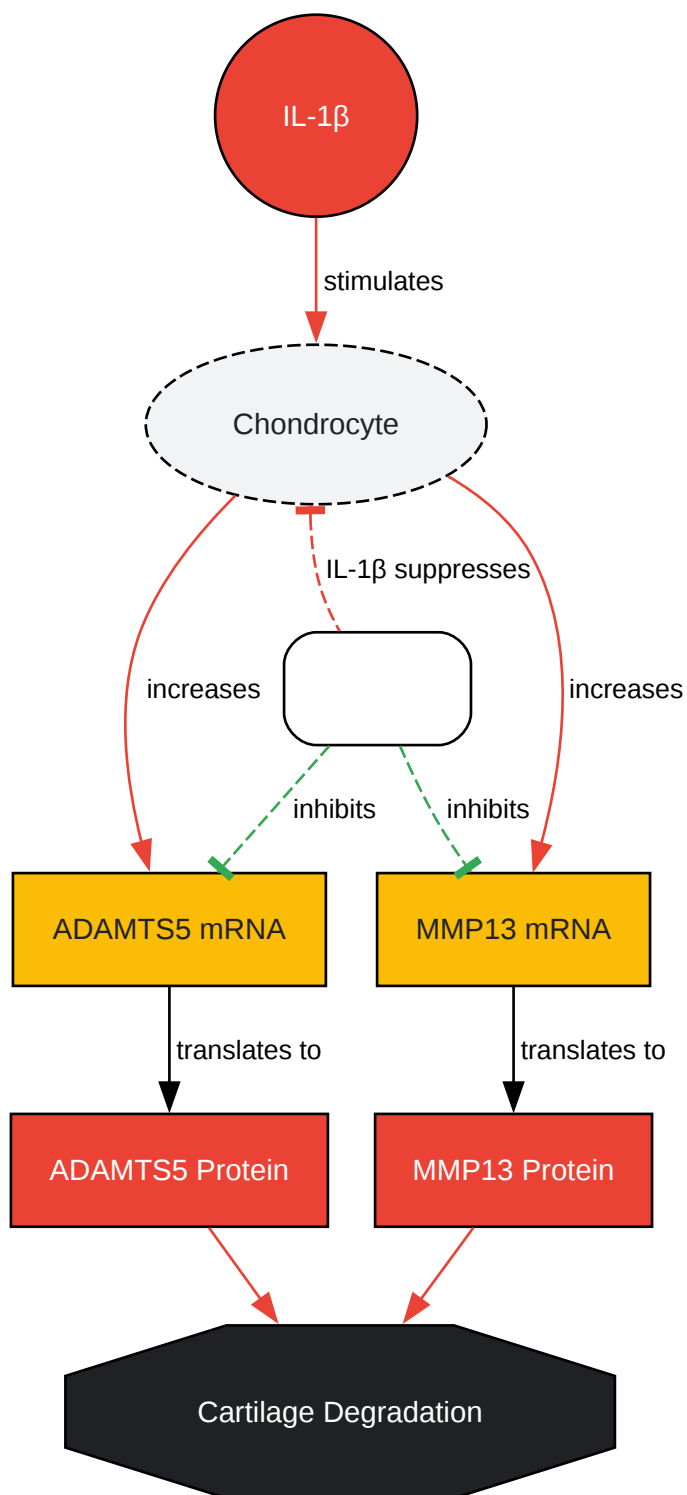 IL-1β
stimulates
Chondrocyte
IL-1β suppresses
increases
increases
inhibits
inhibits
ADAMTS5 mRNA
MMP13 mRNA
translates to
translates to
ADAMTS5 Protein
MMP13 Protein
Cartilage Degradation